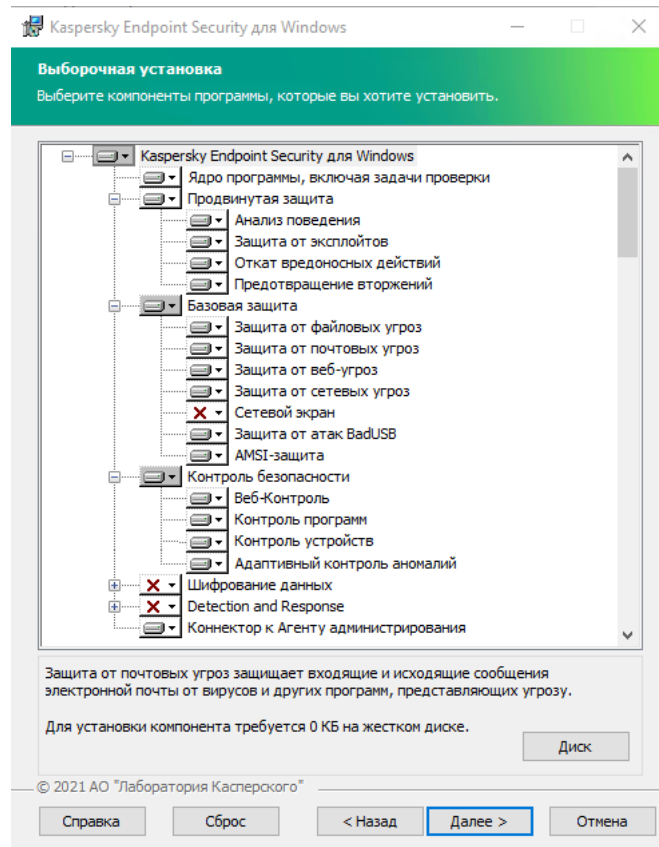 Kaspersky Endpoint Security для Windows
Выборочная установка
Выберите компоненты программы, которые вы хотите установить.
Kaspersky Endpoint Security для Windows
Ядро программы, включая задачи проверки
Продвинутая защита
Анализ поведения
Защита от эксплойтов
Откат вредоносных действий
Предотвращение вторжений
Базовая защита
Защита от файловых угроз
Защита от почтовых угроз
Защита от веб-угроз
Защита от сетевых угроз
Сетевой экран
Защита от атак BadUSB
AMSI-защита
Контроль безопасности
Веб-Контроль
Контроль программ
Контроль устройств
Адаптивный контроль аномалий
Шифрование данных
Detection and Response
Коннектор к Агенту администрирования
Защита от почтовых угроз защищает входящие и исходящие сообщения
электронной почты от вирусов и других программ, представляющих угрозу.
Для установки компонента требуется 0 КБ на жестком диске.
Диск
© 2021 АО "Лаборатория Касперского"
Справка Сброс < Назад Далее > Отмена